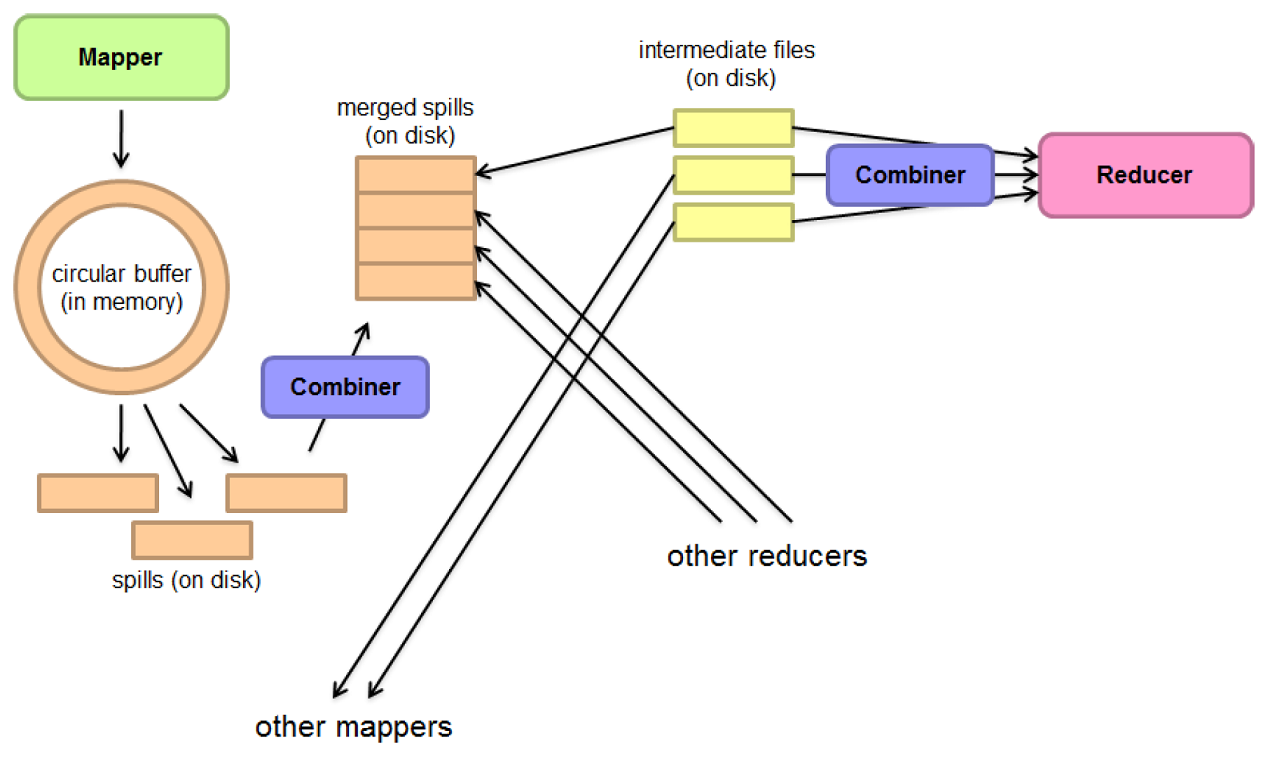 Mapper
circular buffer
(in memory)
spills (on disk)
Combiner
merged spills
(on disk)
intermediate files
(on disk)
Combiner
Reducer
other reducers
other mappers